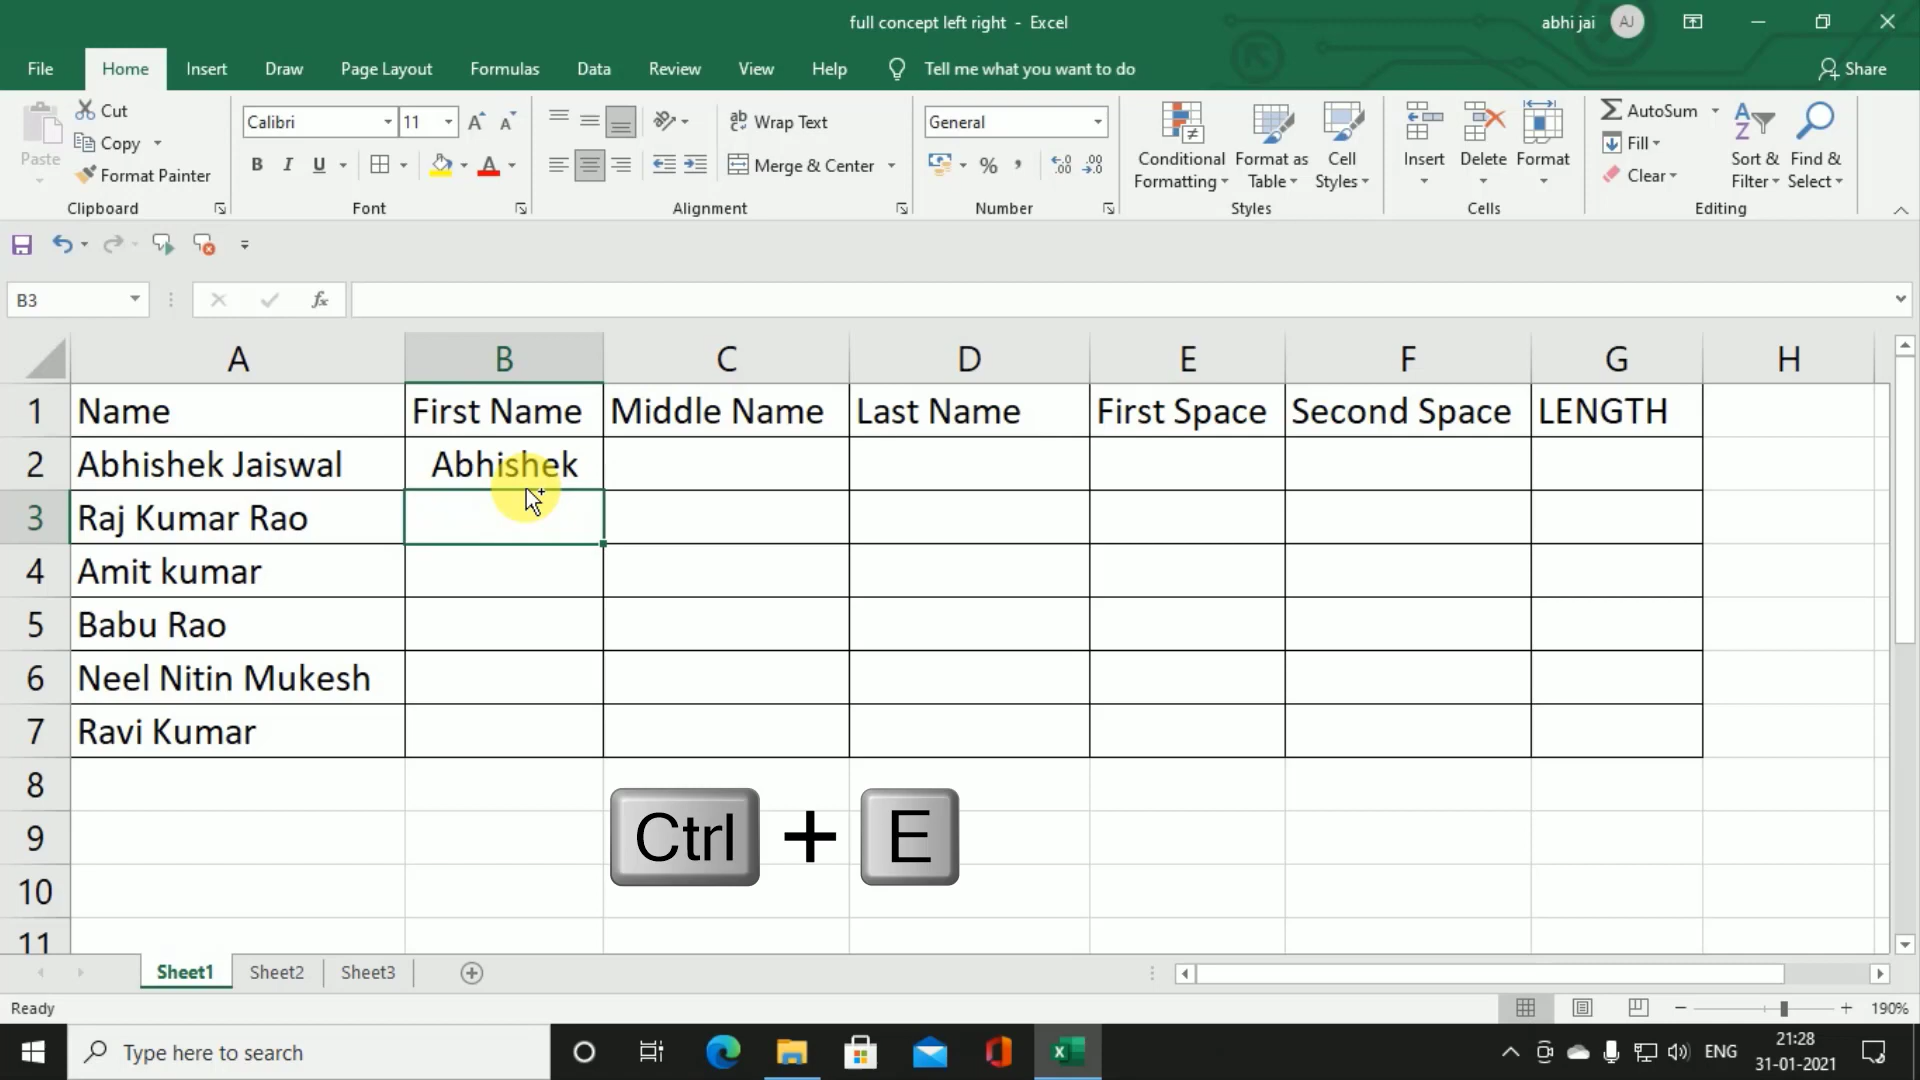 full concept left right - Excel
abhi jai AJ
File Home Insert Draw Page Layout Formulas Data Review View Help Tell me what you want to do Share
Paste
Cut
Copy
Format Painter
Clipboard
Calibri 11
B I U A
Font
ab Wrap Text
Merge & Center
Alignment
General
% , .00 .00
Number
Conditional Formatting
Format as Table
Cell Styles
Styles
Insert Delete Format
Cells
AutoSum
Fill
Clear
Sort & Filter
Find & Select
Editing
B3 fx
A B C D E F G H
1 Name First Name Middle Name Last Name First Space Second Space LENGTH
2 Abhishek Jaiswal Abhishek
3 Raj Kumar Rao
4 Amit kumar
5 Babu Rao
6 Neel Nitin Mukesh
7 Ravi Kumar
8
9
10
11
Ctrl + E
Sheet1 Sheet2 Sheet3
Ready 190%
Type here to search
ENG
21:28
31-01-2021